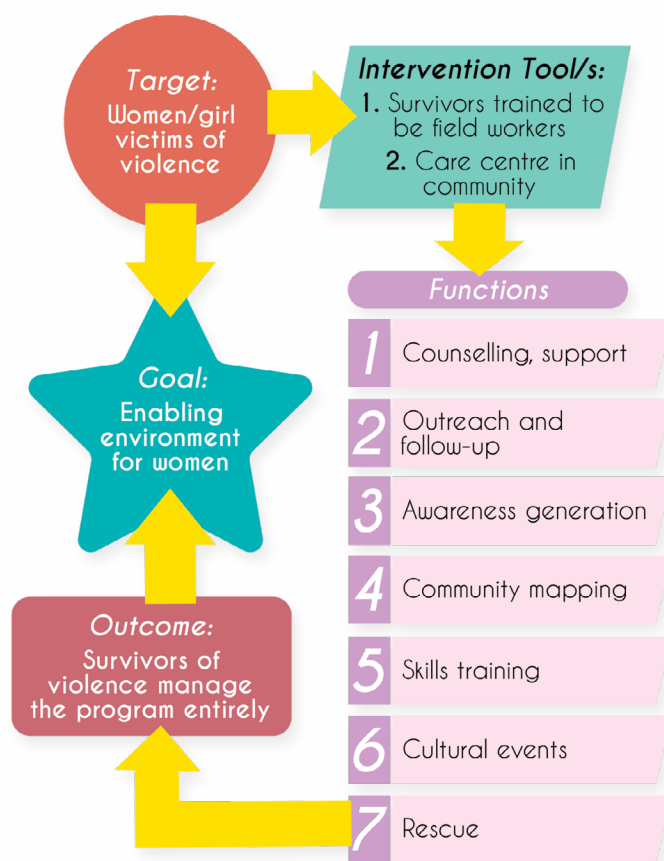 Target:
Women/girl
victims of
violence
Intervention Tool/s:
1. Survivors trained to
be field workers
2. Care centre in
community
Functions
1 Counselling, support
2 Outreach and
follow-up
3 Awareness generation
4 Community mapping
5 Skills training
6 Cultural events
7 Rescue
Goal:
Enabling
environment
for women
Outcome:
Survivors of
violence manage
the program entirely